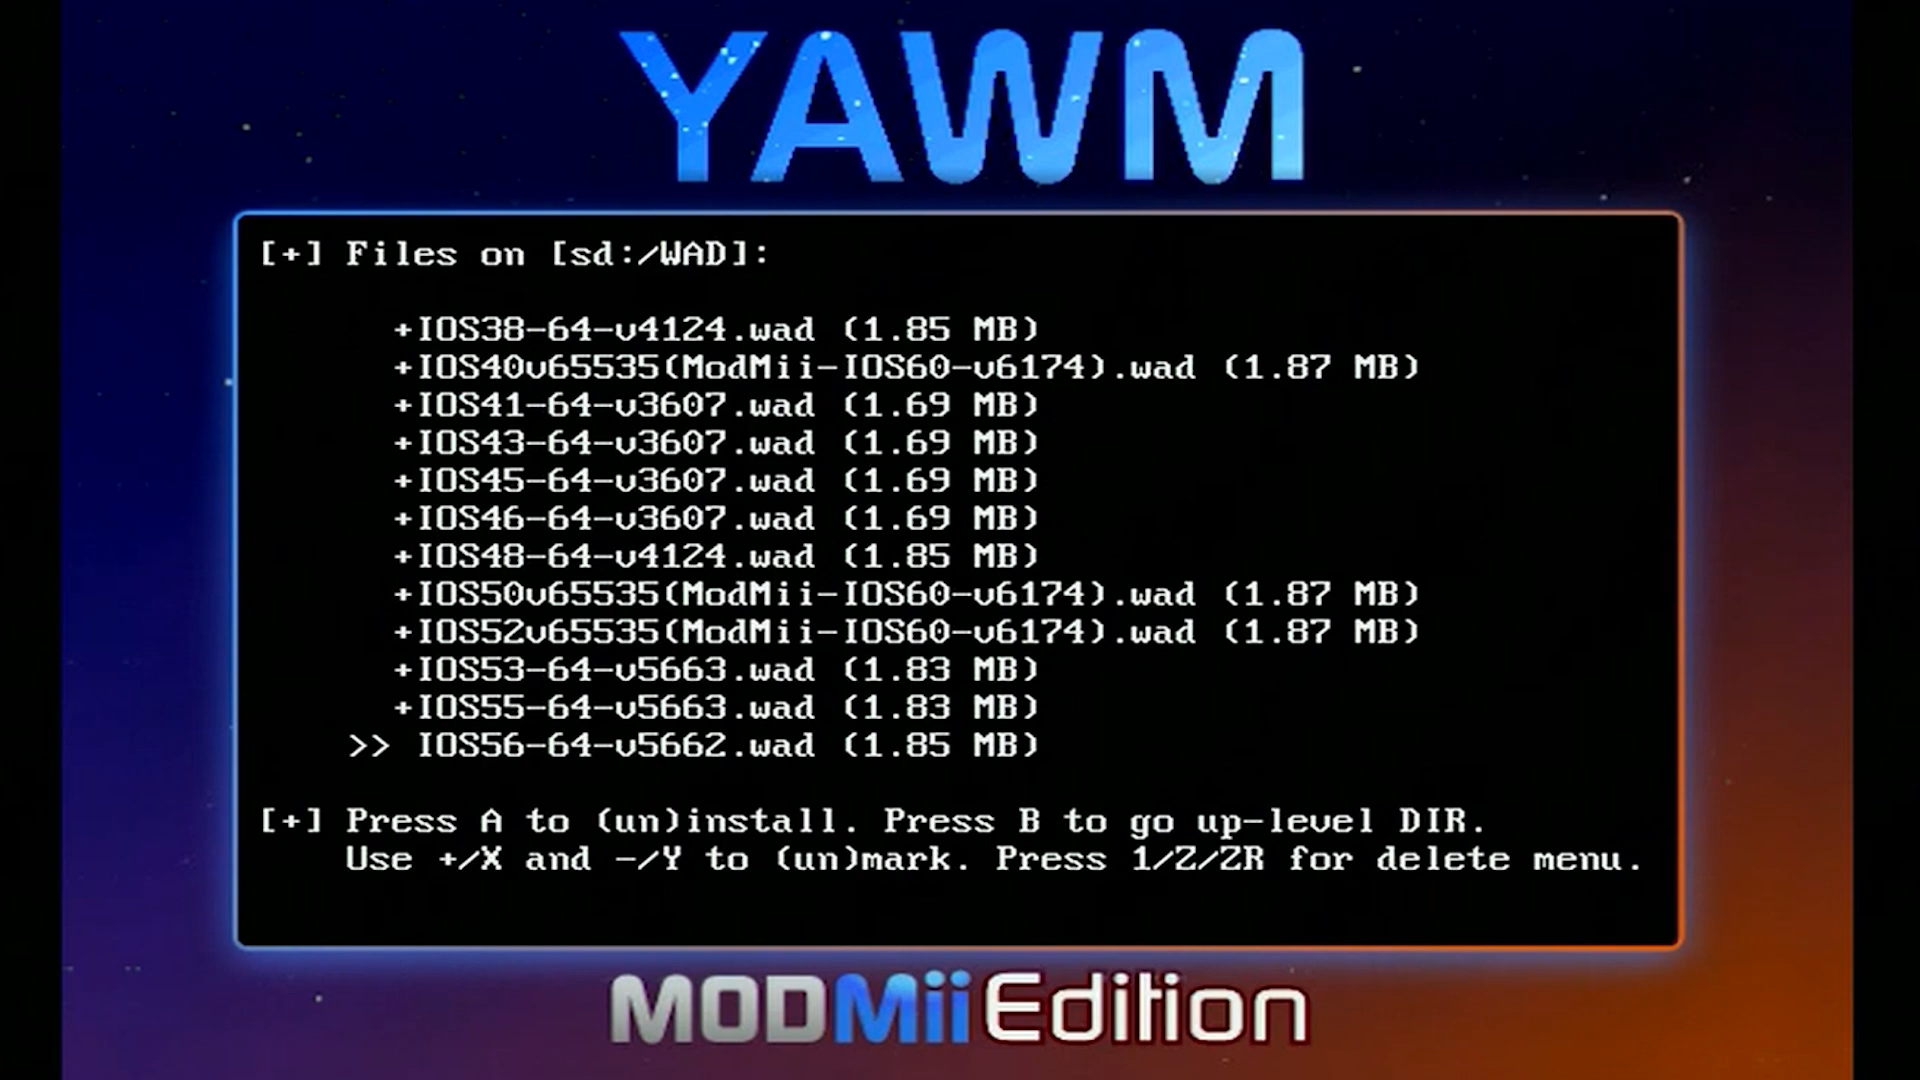 YAWM
[+] Files on [sd:/WAD]:
+IOS38-64-v4124.wad (1.85 MB)
+IOS40v65535(ModMii-IOS60-v6174).wad (1.87 MB)
+IOS41-64-v3607.wad (1.69 MB)
+IOS43-64-v3607.wad (1.69 MB)
+IOS45-64-v3607.wad (1.69 MB)
+IOS46-64-v3607.wad (1.69 MB)
+IOS48-64-v4124.wad (1.85 MB)
+IOS50v65535(ModMii-IOS60-v6174).wad (1.87 MB)
+IOS52v65535(ModMii-IOS60-v6174).wad (1.87 MB)
+IOS53-64-v5663.wad (1.83 MB)
+IOS55-64-v5663.wad (1.83 MB)
>> IOS56-64-v5662.wad (1.85 MB)
[+] Press A to (un)install. Press B to go up-level DIR.
Use +/X and -/Y to (un)mark. Press 1/Z/ZR for delete menu.
MODMii Edition